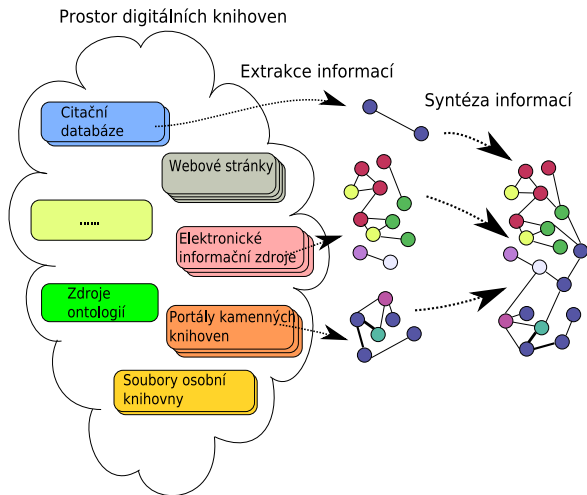 Prostor digitálních knihoven
Extrakce informací
Syntéza informací
Citační
databáze
Webové stránky
......
Elektronické
informační zdroje
Zdroje
ontologií
Portály kamenných
knihoven
Soubory osobní
knihovny